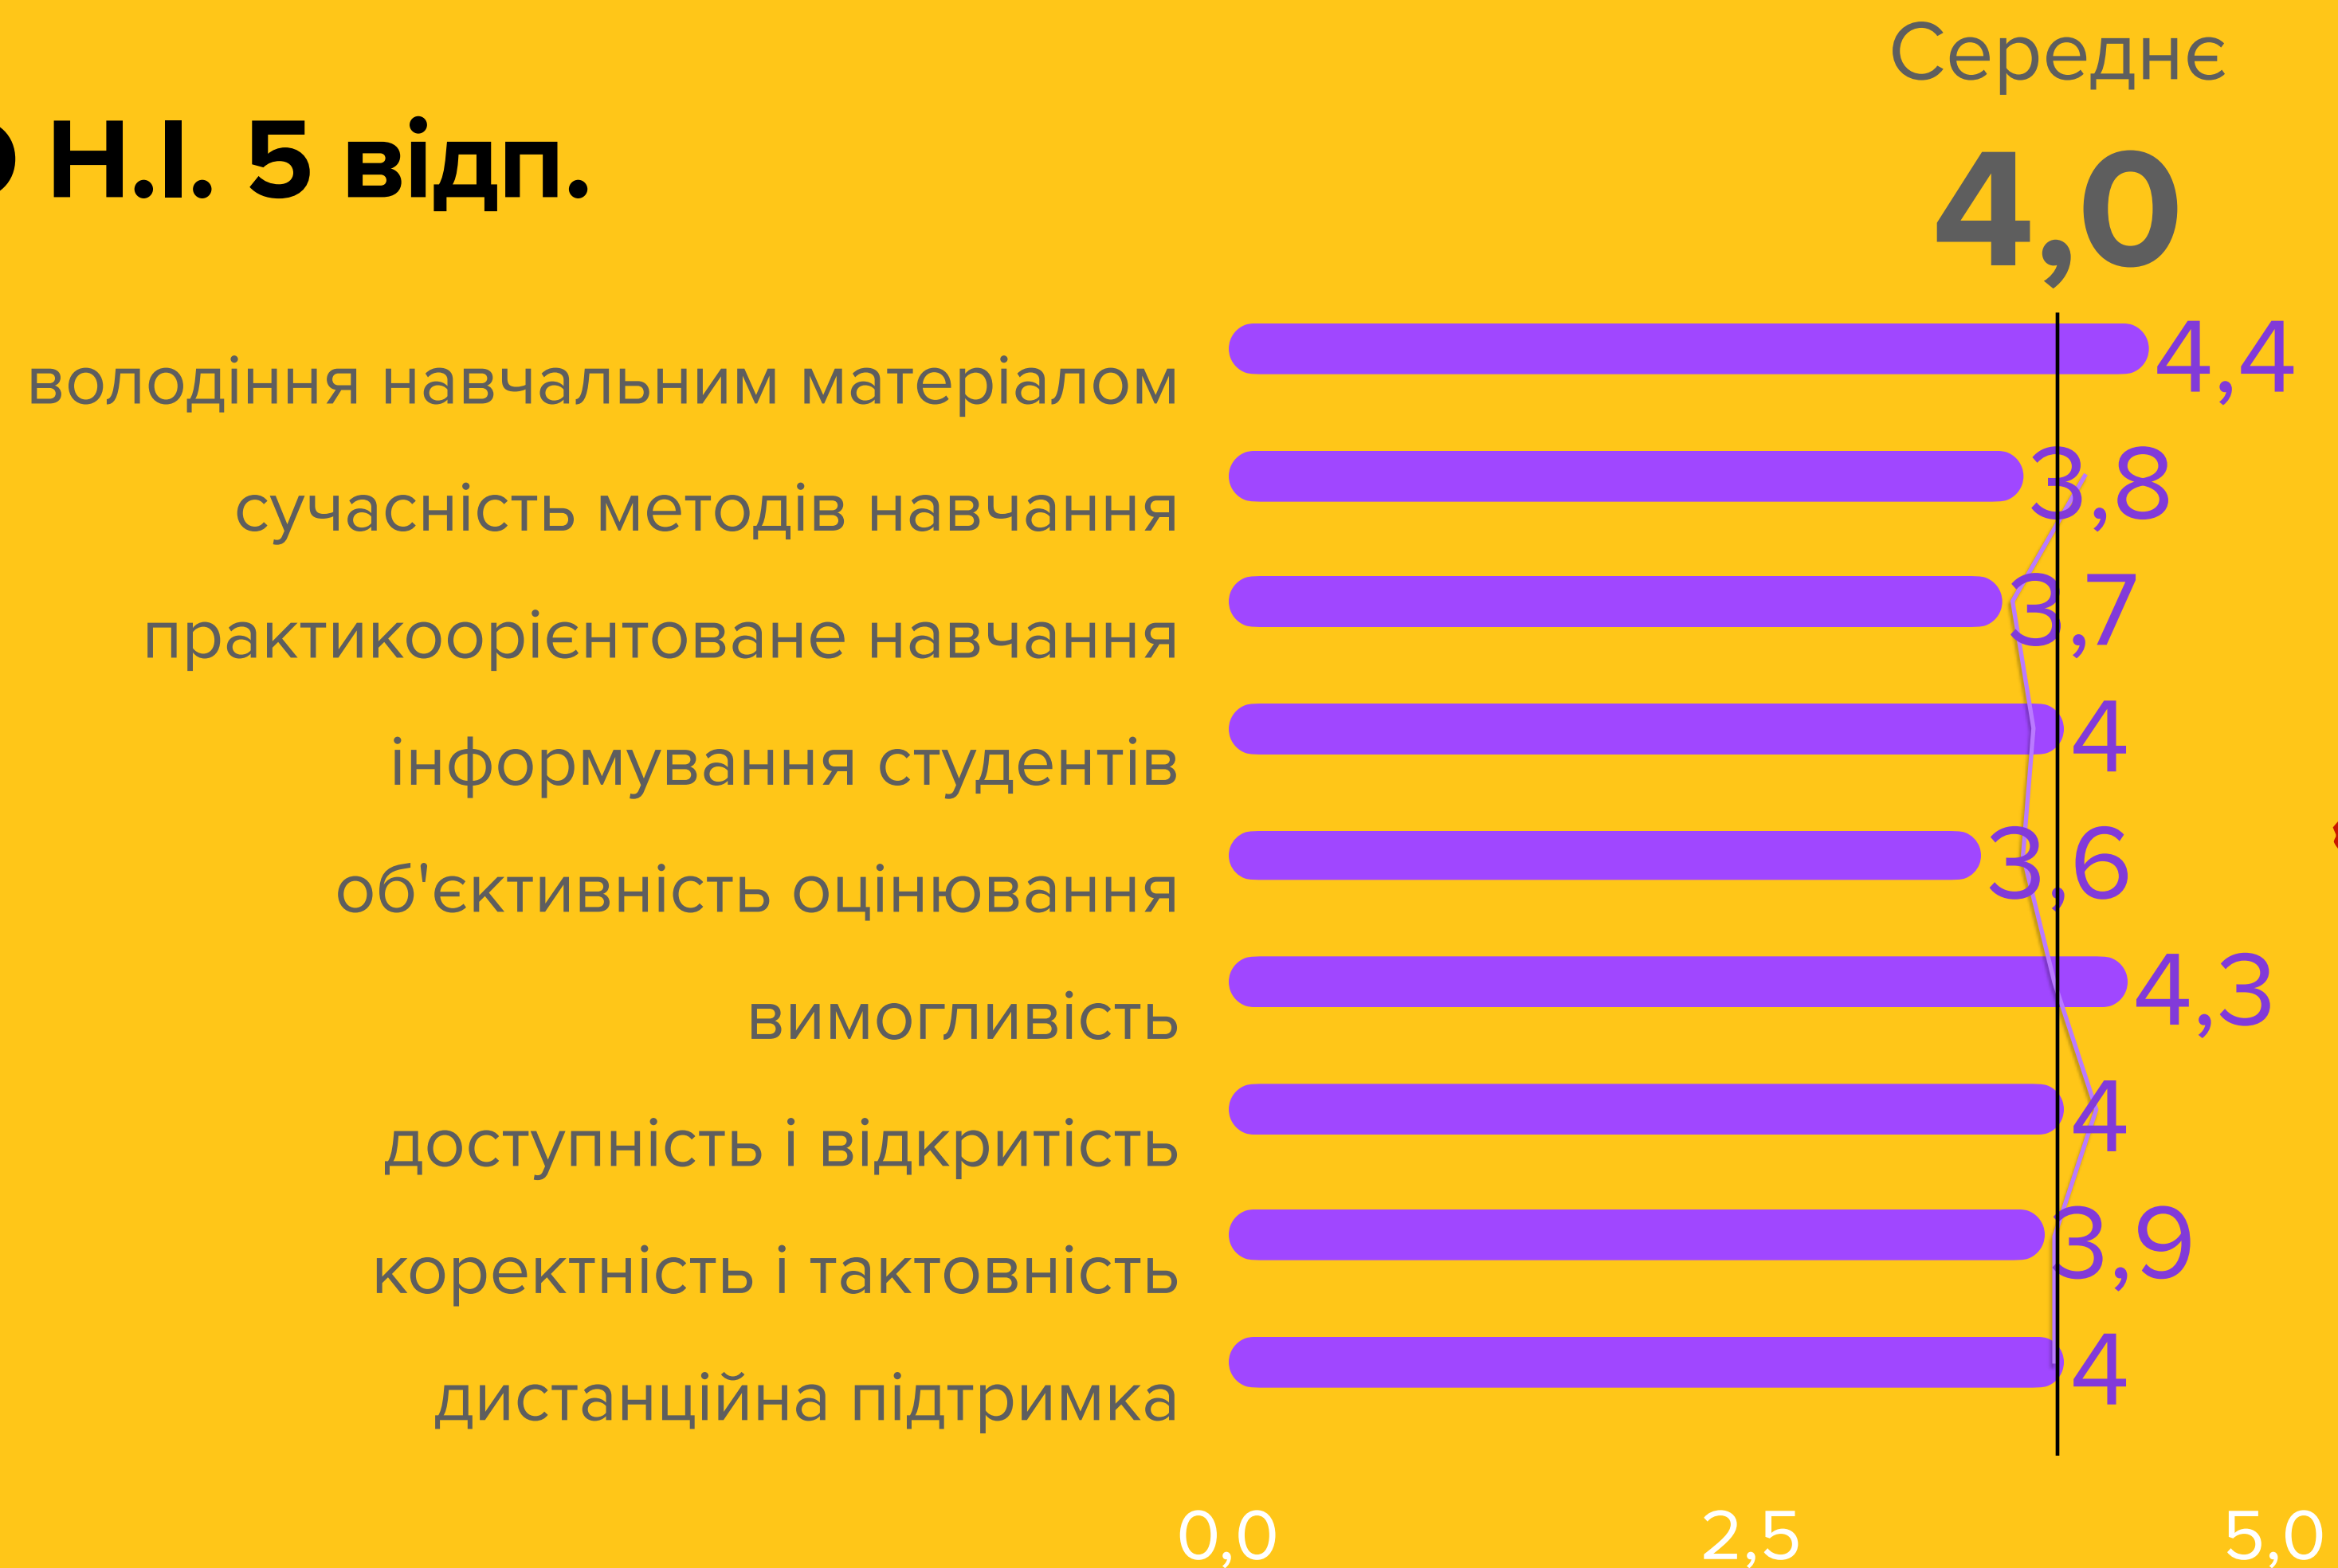 Середнє
Н.І. 5 відп.
4,0
володіння навчальним матеріалом 4,4
сучасність методів навчання 3,8
практикоорієнтоване навчання 3,7
інформування студентів 4
об'єктивність оцінювання 3,6
вимогливість 4,3
доступність і відкритість 4
коректність і тактовність 3,9
дистанційна підтримка 4
0,0 2,5 5,0